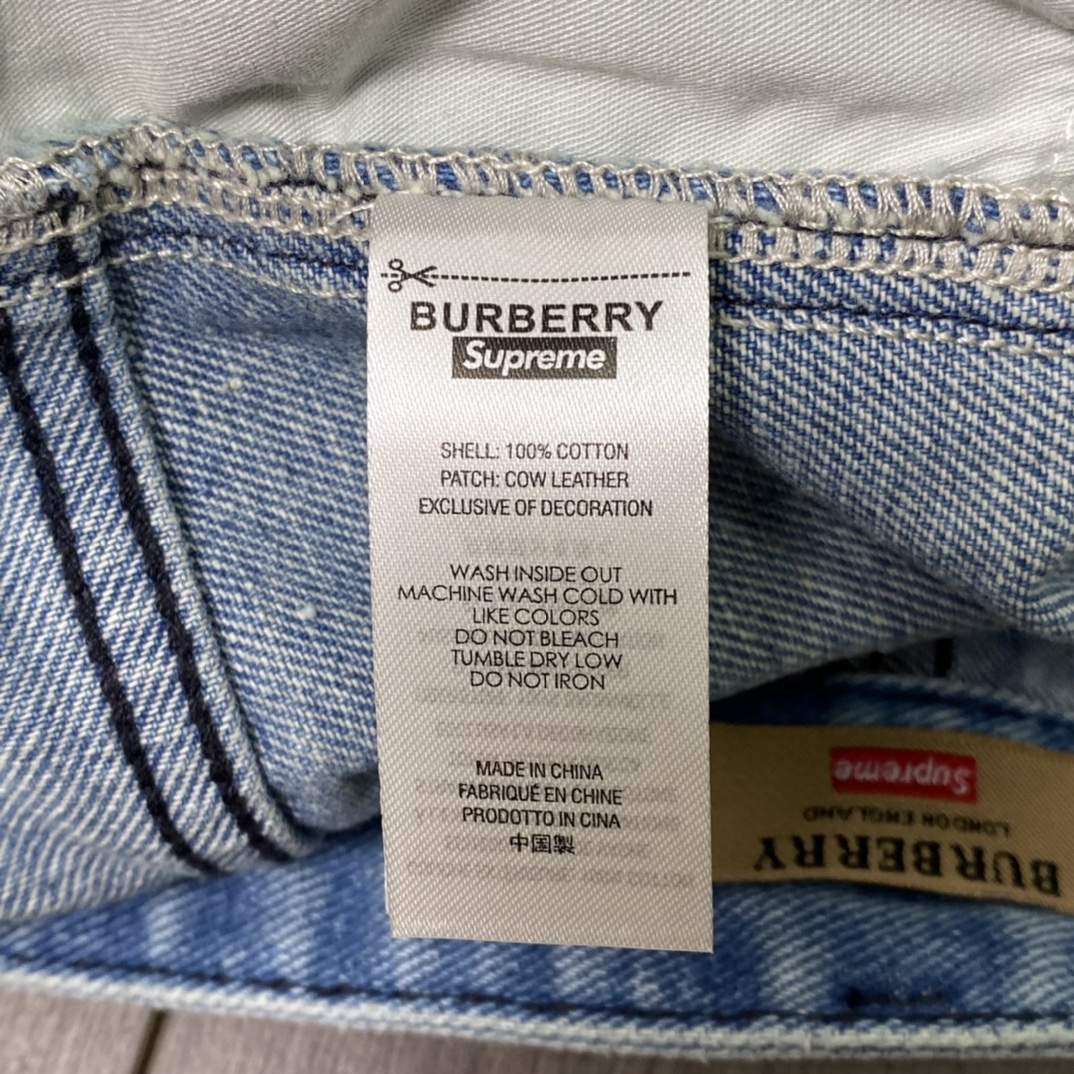 BURBERRY
Supreme
SHELL: 100% COTTON
PATCH: COW LEATHER
EXCLUSIVE OF DECORATION
WASH INSIDE OUT
MACHINE WASH COLD WITH
LIKE COLORS
DO NOT BLEACH
TUMBLE DRY LOW
DO NOT IRON
MADE IN CHINA
FABRIQUÉ EN CHINE
PRODOTTO IN CINA
中国製
BURBERRY
LONDON ENGLAND
Supreme